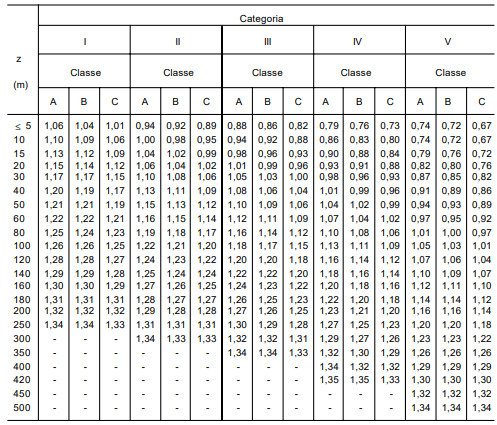 Categoria
z
(m)
I II III IV V
Classe Classe Classe Classe Classe
A B C A B C A B C A B C A B C
≤ 5 1,06 1,04 1,01 0,94 0,92 0,89 0,88 0,86 0,82 0,79 0,76 0,73 0,74 0,72 0,67
10 1,10 1,09 1,06 1,00 0,98 0,95 0,94 0,92 0,88 0,86 0,83 0,80 0,74 0,72 0,67
15 1,13 1,12 1,09 1,04 1,02 0,99 0,98 0,96 0,93 0,90 0,88 0,84 0,79 0,76 0,72
20 1,15 1,14 1,12 1,06 1,04 1,02 1,01 0,99 0,96 0,93 0,91 0,88 0,82 0,80 0,76
30 1,17 1,17 1,15 1,10 1,08 1,06 1,05 1,03 1,00 0,98 0,96 0,93 0,87 0,85 0,82
40 1,20 1,19 1,17 1,13 1,11 1,09 1,08 1,06 1,04 1,01 0,99 0,96 0,91 0,89 0,86
50 1,21 1,21 1,19 1,15 1,13 1,12 1,10 1,09 1,06 1,04 1,02 0,99 0,94 0,93 0,89
60 1,22 1,22 1,21 1,16 1,15 1,14 1,12 1,11 1,09 1,07 1,04 1,02 0,97 0,95 0,92
80 1,25 1,24 1,23 1,19 1,18 1,17 1,16 1,14 1,12 1,10 1,08 1,06 1,01 1,00 0,97
100 1,26 1,26 1,25 1,22 1,21 1,20 1,18 1,17 1,15 1,13 1,11 1,09 1,05 1,03 1,01
120 1,28 1,28 1,27 1,24 1,23 1,22 1,20 1,20 1,18 1,16 1,14 1,12 1,07 1,06 1,04
140 1,29 1,29 1,28 1,25 1,24 1,24 1,22 1,22 1,20 1,18 1,16 1,14 1,10 1,09 1,07
160 1,30 1,30 1,29 1,27 1,26 1,25 1,24 1,23 1,22 1,20 1,18 1,16 1,12 1,11 1,10
180 1,31 1,31 1,31 1,28 1,27 1,27 1,26 1,25 1,23 1,22 1,20 1,18 1,14 1,14 1,12
200 1,32 1,32 1,32 1,29 1,28 1,28 1,27 1,26 1,25 1,23 1,21 1,20 1,16 1,16 1,14
250 1,34 1,34 1,33 1,31 1,31 1,31 1,30 1,29 1,28 1,27 1,25 1,23 1,20 1,20 1,18
300 - - - 1,34 1,33 1,33 1,32 1,32 1,31 1,29 1,27 1,26 1,23 1,23 1,22
350 - - - - - - 1,34 1,34 1,33 1,32 1,30 1,29 1,26 1,26 1,26
400 - - - - - - - - - 1,34 1,32 1,32 1,29 1,29 1,29
420 - - - - - - - - - 1,35 1,35 1,33 1,30 1,30 1,30
450 - - - - - - - - - - - - 1,32 1,32 1,32
500 - - - - - - - - - - - - 1,34 1,34 1,34